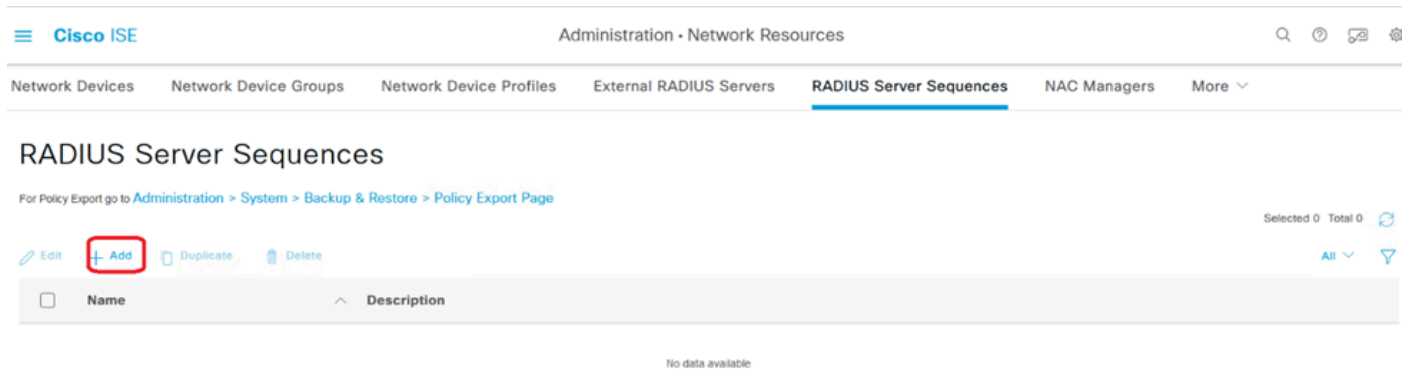 Cisco ISE
Administration · Network Resources
Network Devices Network Device Groups Network Device Profiles External RADIUS Servers RADIUS Server Sequences NAC Managers More
RADIUS Server Sequences
For Policy Export go to Administration > System > Backup & Restore > Policy Export Page
Selected 0 Total 0
Edit Add Duplicate Delete All
Name Description
No data available